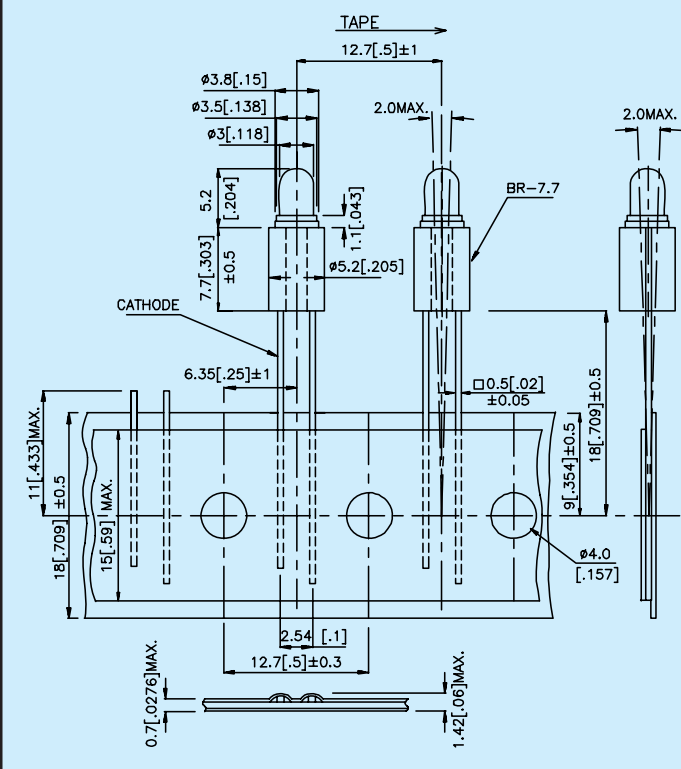 TAPE
12.7[.5]±1
ø3.8[.15]
ø3.5[.138]
ø3[.118]
2.0MAX.
2.0MAX.
5.2
[.204]
1.1[.043]
BR-7.7
7.7[.303]
±0.5
ø5.2[.205]
CATHODE
6.35[.25]±1
□0.5[.02]
±0.05
18[.709]±0.5
9[.354]±0.5
11[.433]MAX.
18[.709] ±0.5
15[.59] MAX.
ø4.0
[.157]
2.54 [.1]
12.7[.5]±0.3
0.7[.0276]MAX.
1.42[.06]MAX.